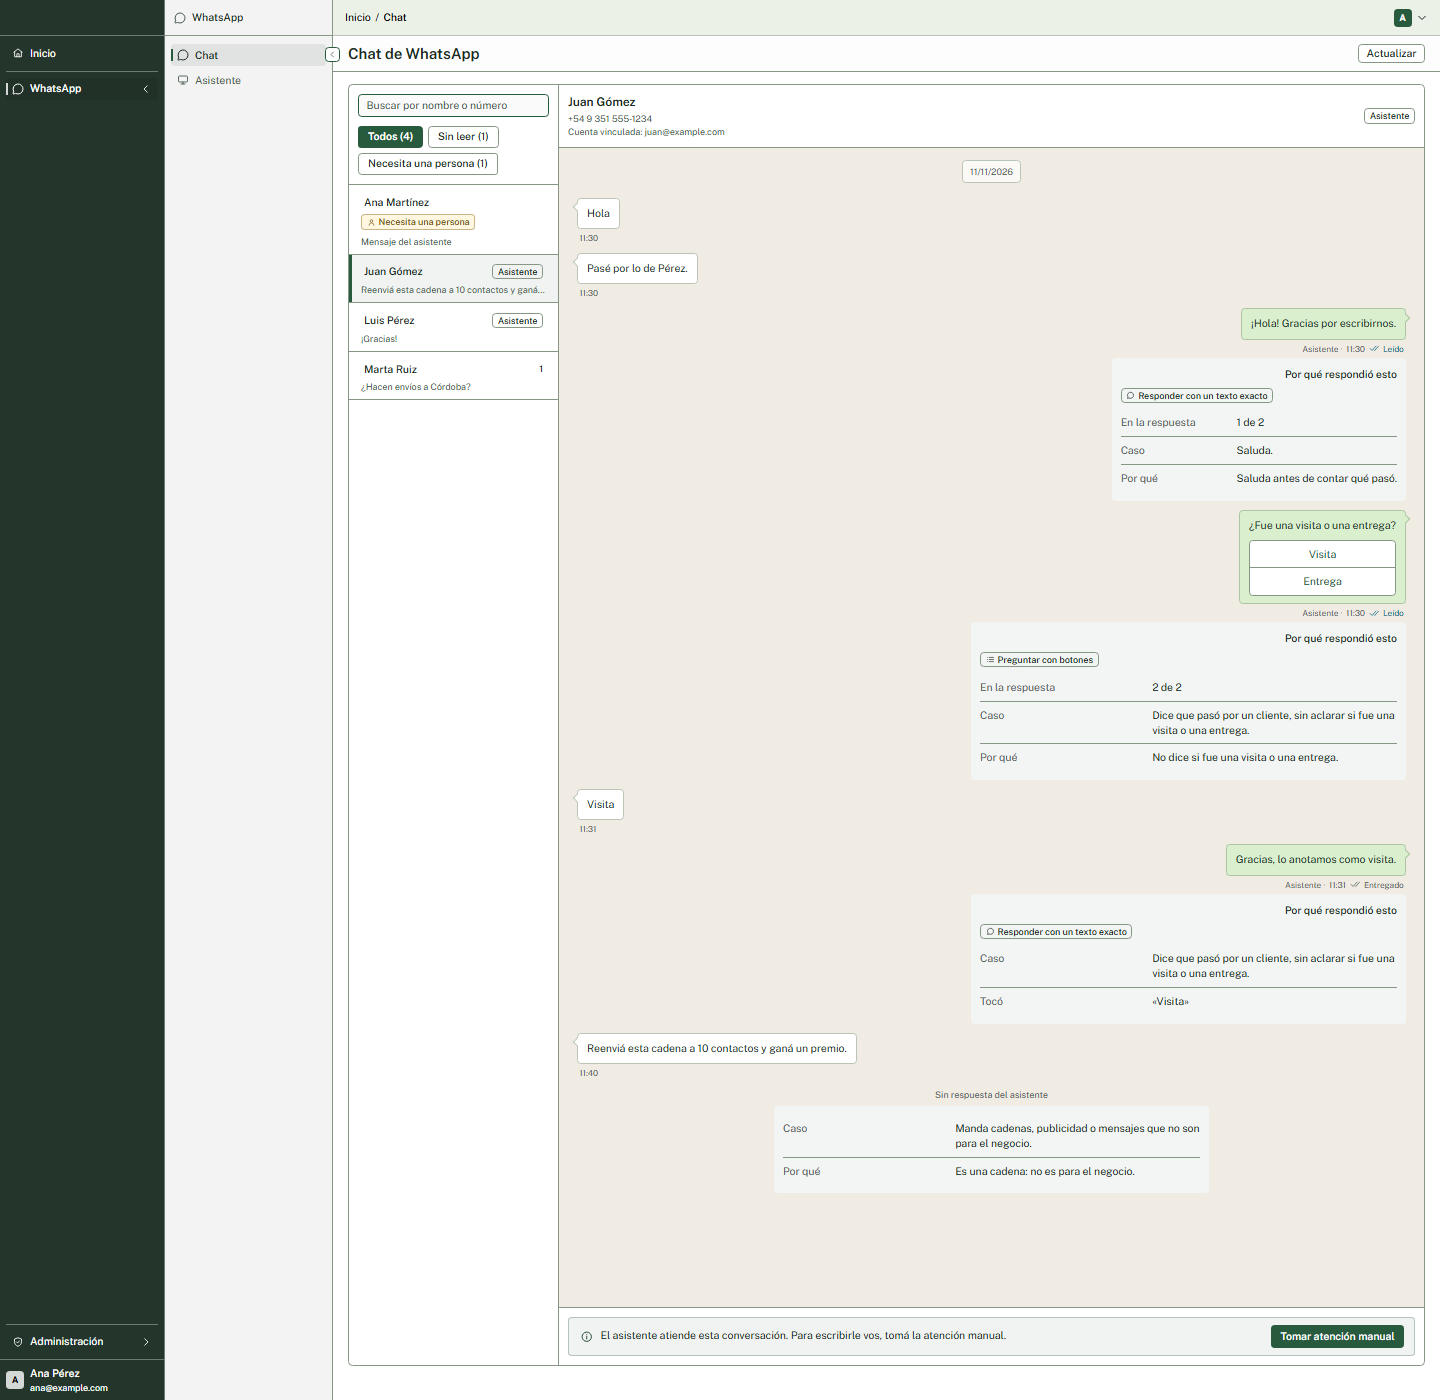 WhatsApp
Inicio / Chat
A
Inicio
WhatsApp
Chat
Asistente
Chat de WhatsApp
Actualizar
Buscar por nombre o número
Todos (4)
Sin leer (1)
Necesita una persona (1)
Ana Martínez
Necesita una persona
Mensaje del asistente
Juan Gómez
Asistente
Reenviá esta cadena a 10 contactos y ganá...
Luis Pérez
Asistente
¡Gracias!
Marta Ruiz
1
¿Hacen envíos a Córdoba?
Juan Gómez
+54 9 351 555-1234
Cuenta vinculada: juan@example.com
Asistente
11/11/2026
Hola
11:30
Pasé por lo de Pérez.
11:30
¡Hola! Gracias por escribirnos.
Asistente · 11:30 Leído
Por qué respondió esto
Responder con un texto exacto
En la respuesta 1 de 2
Caso Saluda.
Por qué Saluda antes de contar qué pasó.
¿Fue una visita o una entrega?
Visita
Entrega
Asistente · 11:30 Leído
Por qué respondió esto
Preguntar con botones
En la respuesta 2 de 2
Caso Dice que pasó por un cliente, sin aclarar si fue una
visita o una entrega.
Por qué No dice si fue una visita o una entrega.
Visita
11:31
Gracias, lo anotamos como visita.
Asistente · 11:31 Entregado
Por qué respondió esto
Responder con un texto exacto
Caso Dice que pasó por un cliente, sin aclarar si fue una
visita o una entrega.
Tocó «Visita»
Reenviá esta cadena a 10 contactos y ganá un premio.
11:40
Sin respuesta del asistente
Caso Manda cadenas, publicidad o mensajes que no son
para el negocio.
Por qué Es una cadena: no es para el negocio.
El asistente atiende esta conversación. Para escribirle vos, tomá la atención manual.
Tomar atención manual
Administración
A
Ana Pérez
ana@example.com